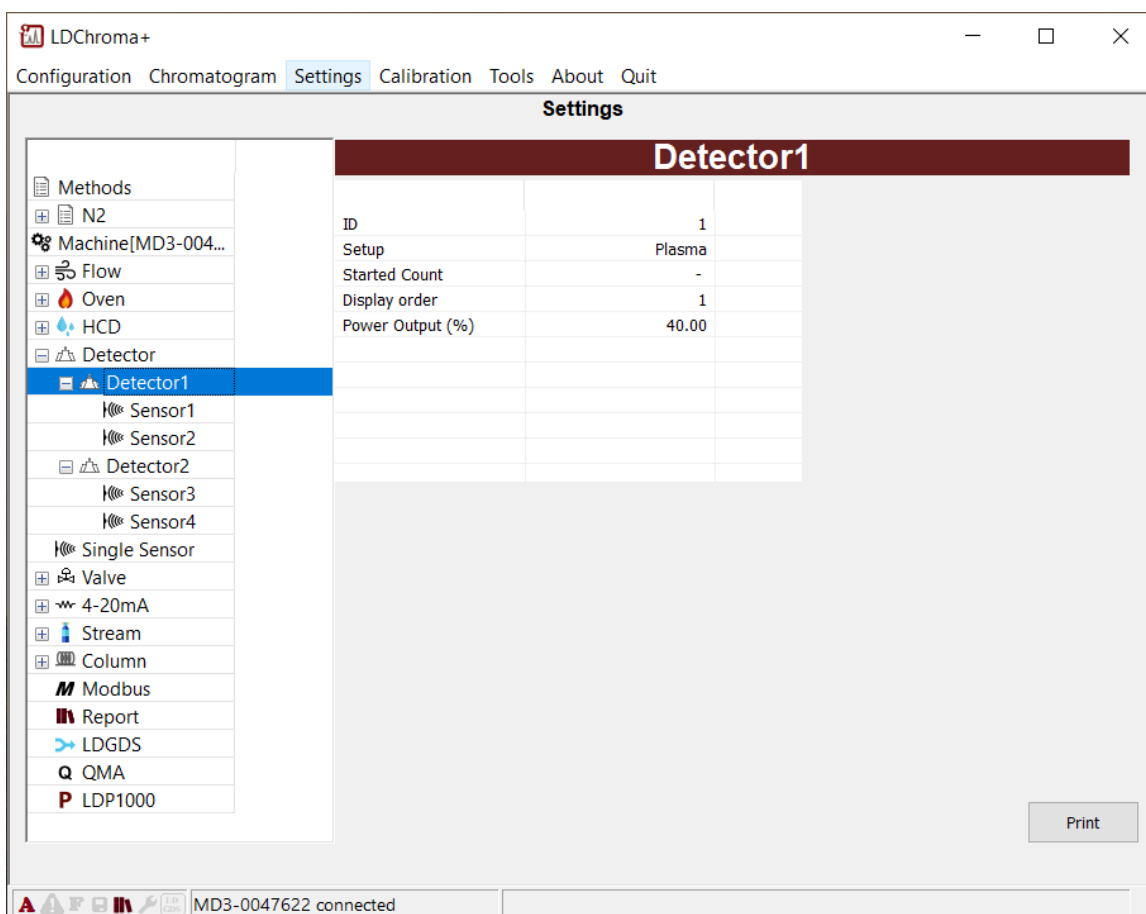 LDChroma+
Configuration Chromatogram Settings Calibration Tools About Quit
Settings
Detector1
Methods
N2
Machine[MD3-004...
Flow
Oven
HCD
Detector
Detector1
Sensor1
Sensor2
Detector2
Sensor3
Sensor4
Single Sensor
Valve
4-20mA
Stream
Column
M Modbus
Report
LDGDS
Q QMA
P LDP1000
ID 1
Setup Plasma
Started Count -
Display order 1
Power Output (%) 40.00
Print
A F LD GDS MD3-0047622 connected